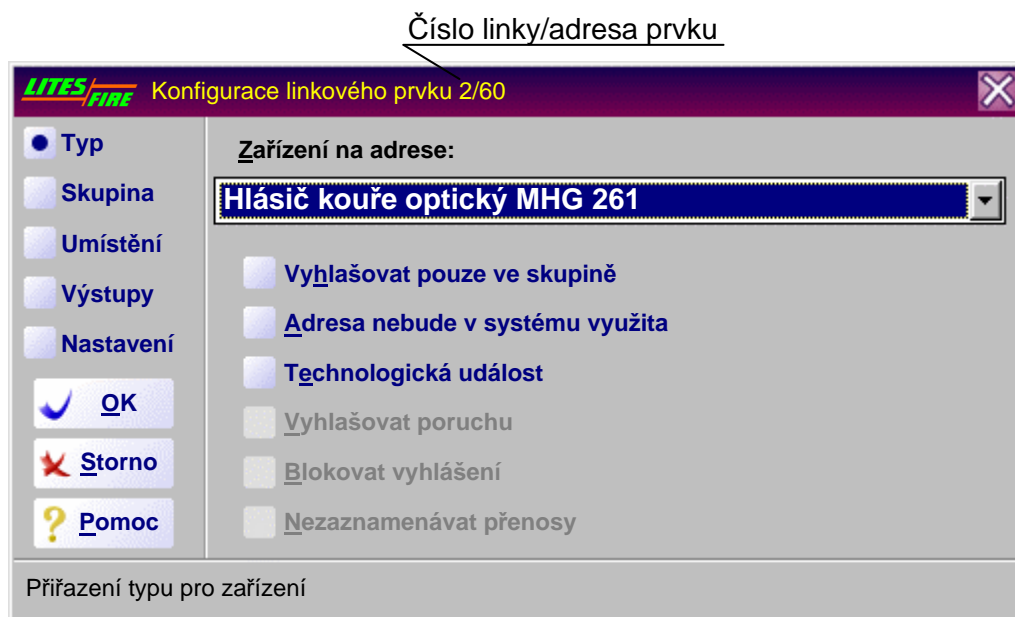 Číslo linky/adresa prvku
LITES FIRE Konfigurace linkového prvku 2/60
Typ
Skupina
Umístění
Výstupy
Nastavení
OK
Storno
Pomoc
Zařízení na adrese:
Hlásič kouře optický MHG 261
Vyhlašovat pouze ve skupině
Adresa nebude v systému využita
Technologická událost
Vyhlašovat poruchu
Blokovat vyhlášení
Nezaznamenávat přenosy
Přiřazení typu pro zařízení